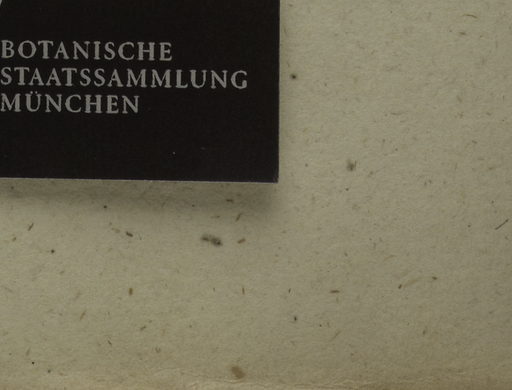 BOTANISCHE
STAATSSAMMLUNG
MÜNCHEN